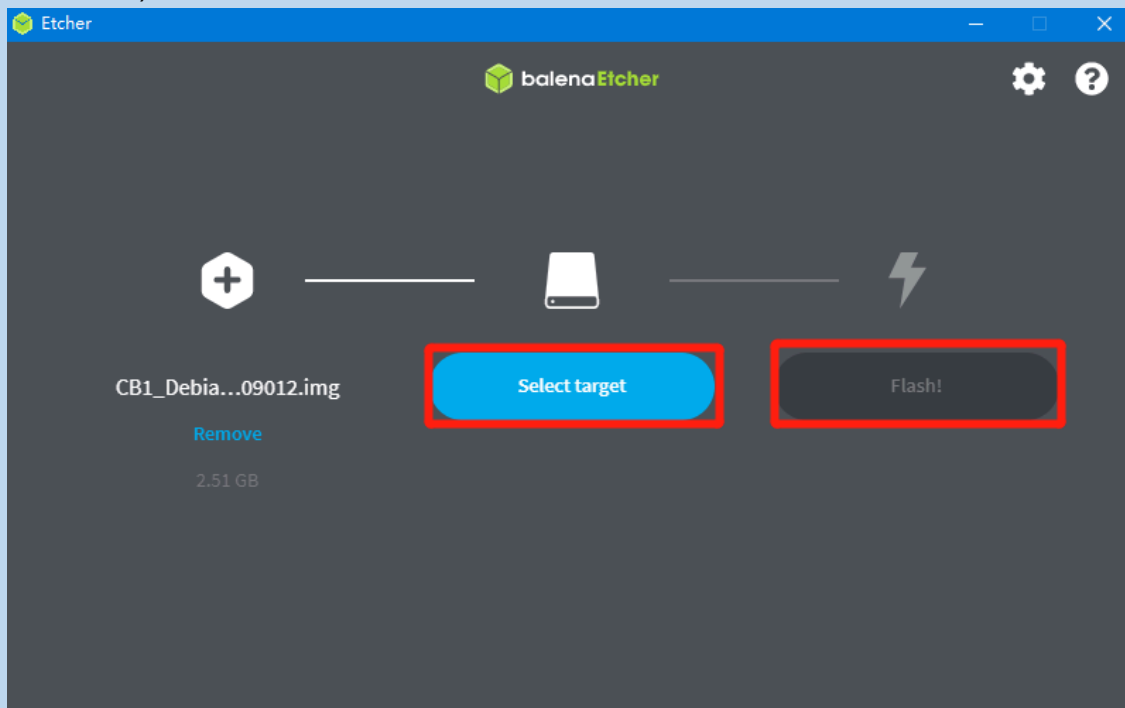 Etcher
balenaEtcher
CB1_Debia...09012.img
Select target
Flash!
Remove
2.51 GB